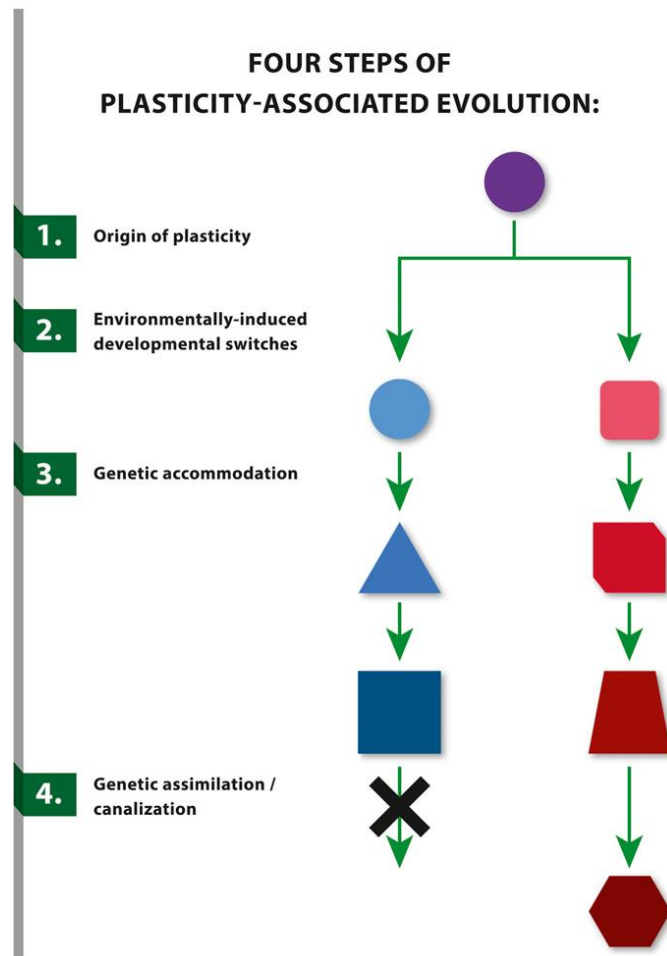 FOUR STEPS OF
PLASTICITY-ASSOCIATED EVOLUTION:
1. Origin of plasticity
2. Environmentally-induced
developmental switches
3. Genetic accommodation
4. Genetic assimilation /
canalization